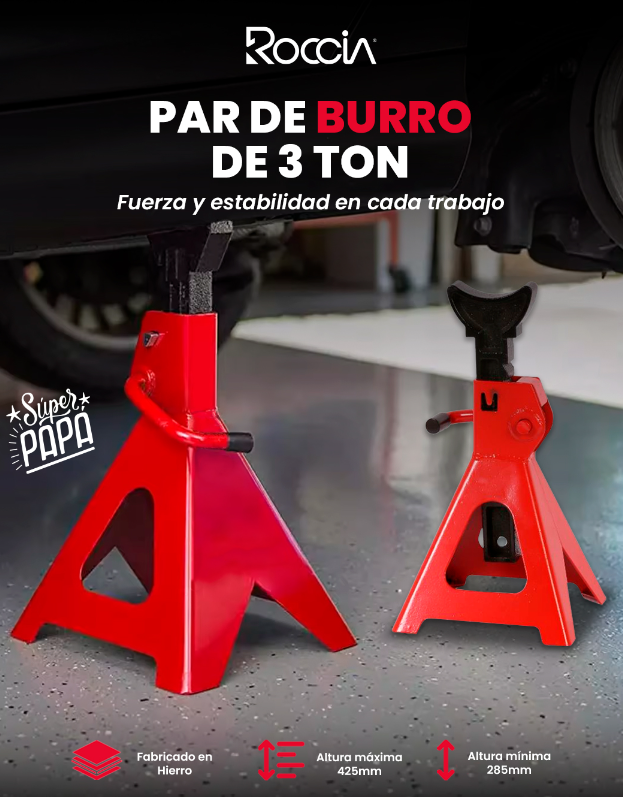 ROCCIA
PAR DE BURRO
DE 3 TON
Fuerza y estabilidad en cada trabajo
Súper
PAPÁ
Fabricado en
Hierro
Altura máxima
425mm
Altura mínima
285mm